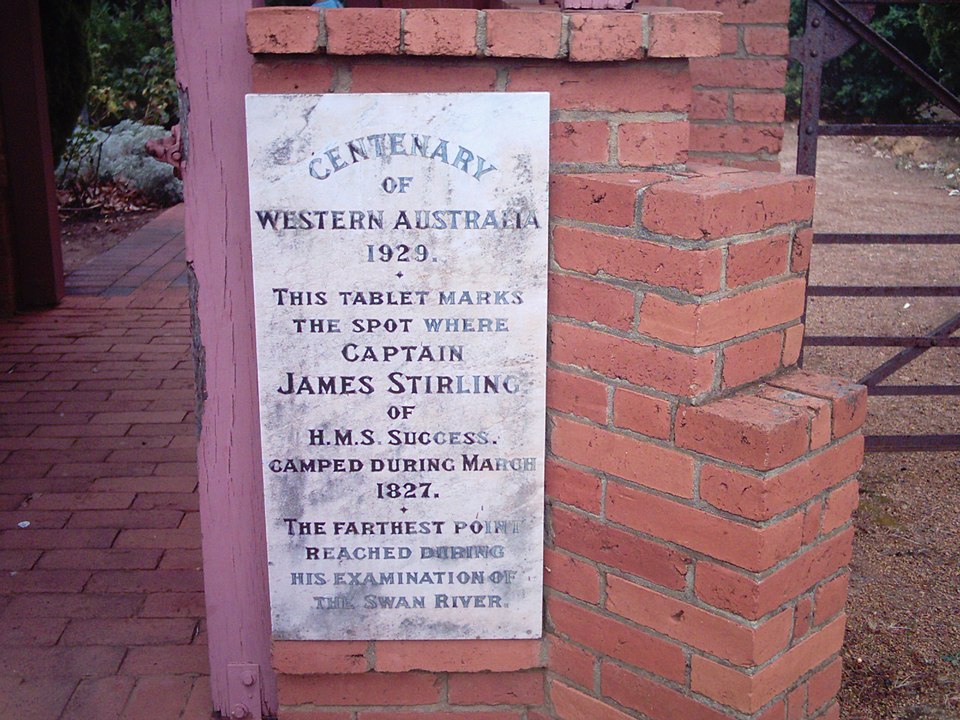 CENTENARY
OF
WESTERN AUSTRALIA
1929.
THIS TABLET MARKS
THE SPOT WHERE
CAPTAIN
JAMES STIRLING
OF
H.M.S. SUCCESS.
CAMPED DURING MARCH
1827.
THE FARTHEST POINT
REACHED DURING
HIS EXAMINATION OF
THE SWAN RIVER.